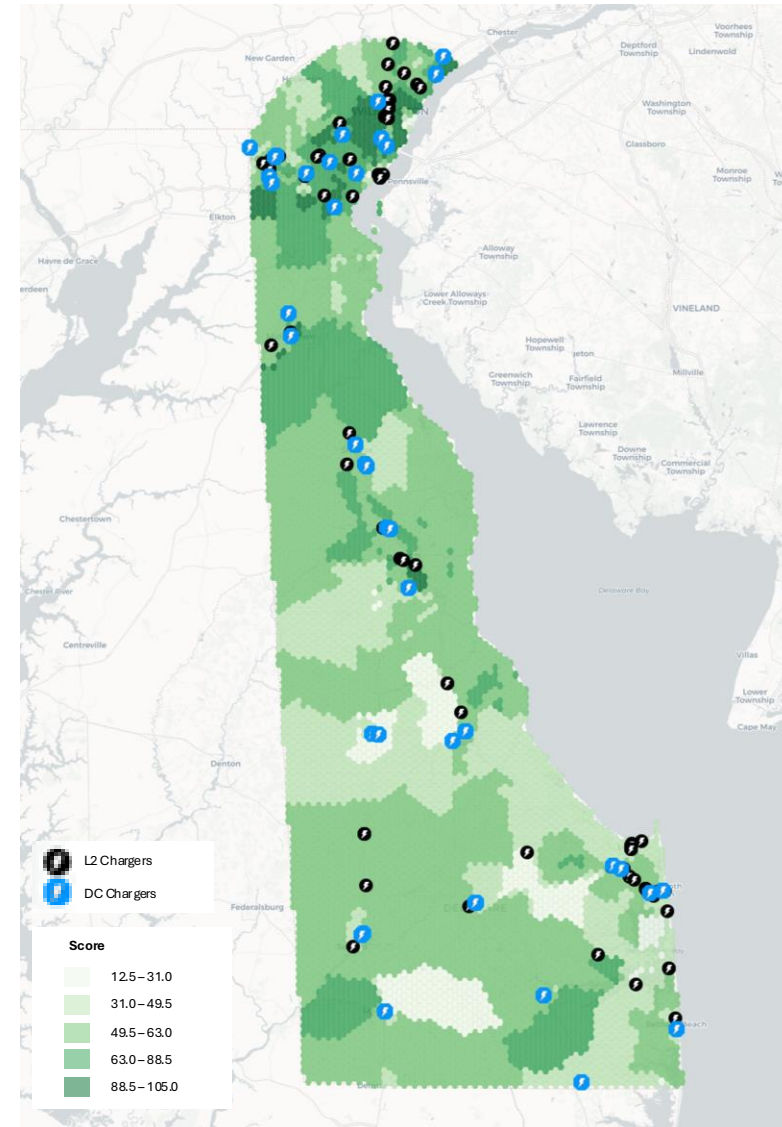 Voorhees
Township
Chester
Deptford
Township
Lindenwold
New Garden
Washington
Township
Glassboro
Monroe
Township
Pennsville
Elkton
Alloway
Township
Havre de Grace
Lower Alloways
Creek Township
VINELAND
Hopewell
Township
Millville
Greenwich
Township
Fairfield
Township
Lawrence
Township
Downe
Township
Commercial
Township
Chestertown
Chester River
Delaware Bay
Centreville
Villas
Lower
Township
Cape May
Denton
L2 Chargers
DC Chargers
Federalsburg
Score
12.5 – 31.0
31.0 – 49.5
49.5 – 63.0
63.0 – 88.5
88.5 – 105.0